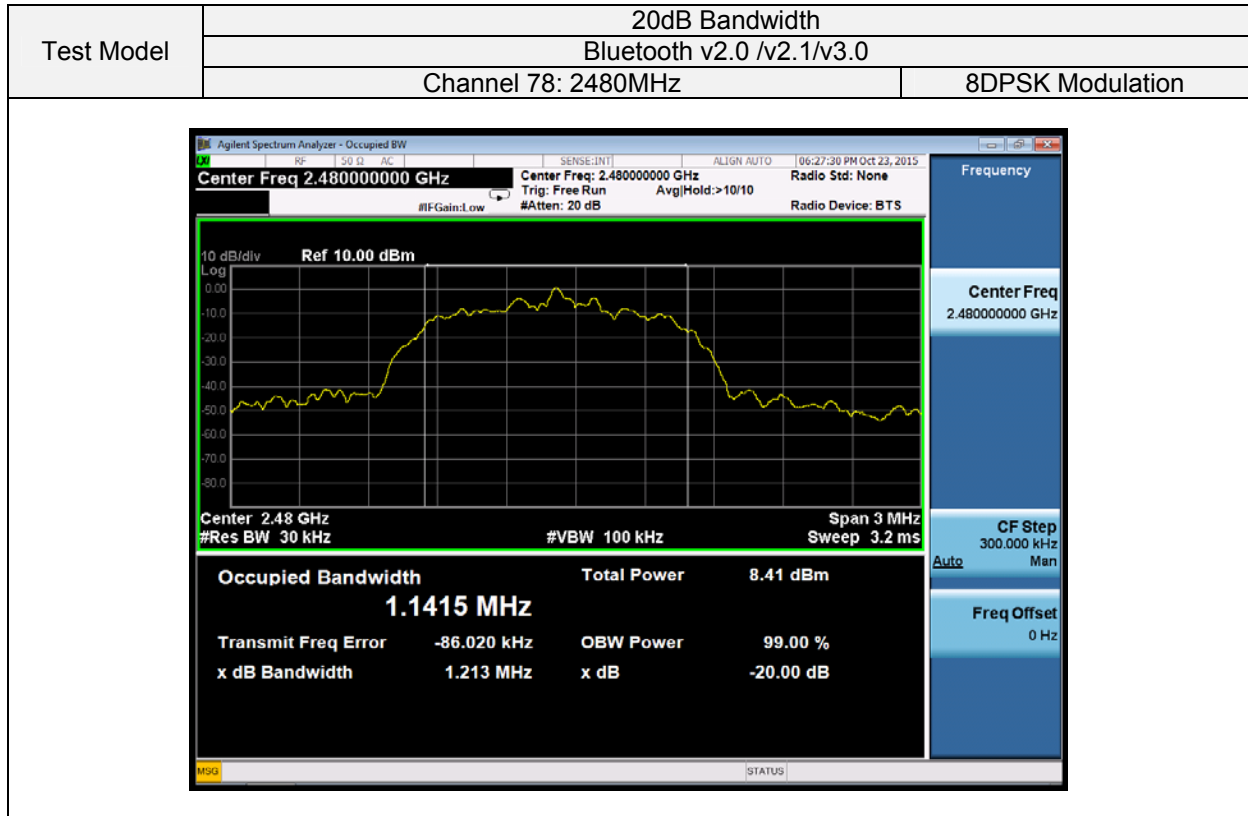 Test Model
20dB Bandwidth
Bluetooth v2.0 /v2.1/v3.0
Channel 78: 2480MHz 8DPSK Modulation
Agilent Spectrum Analyzer - Occupied BW
LXI RF 50 Ω AC SENSE:INT ALIGN AUTO 06:27:30 PM Oct 23, 2015
Center Freq 2.480000000 GHz Center Freq: 2.480000000 GHz Radio Std: None
Trig: Free Run Avg|Hold:>10/10
#IFGain:Low #Atten: 20 dB Radio Device: BTS
Frequency
10 dB/div Ref 10.00 dBm
Log
0.00
-10.0
-20.0
-30.0
-40.0
-50.0
-60.0
-70.0
-80.0
Center 2.48 GHz Span 3 MHz
#Res BW 30 kHz #VBW 100 kHz Sweep 3.2 ms
Occupied Bandwidth Total Power 8.41 dBm
1.1415 MHz
Transmit Freq Error -86.020 kHz OBW Power 99.00 %
x dB Bandwidth 1.213 MHz x dB -20.00 dB
Center Freq
2.480000000 GHz
CF Step
300.000 kHz
Auto Man
Freq Offset
0 Hz
MSG STATUS